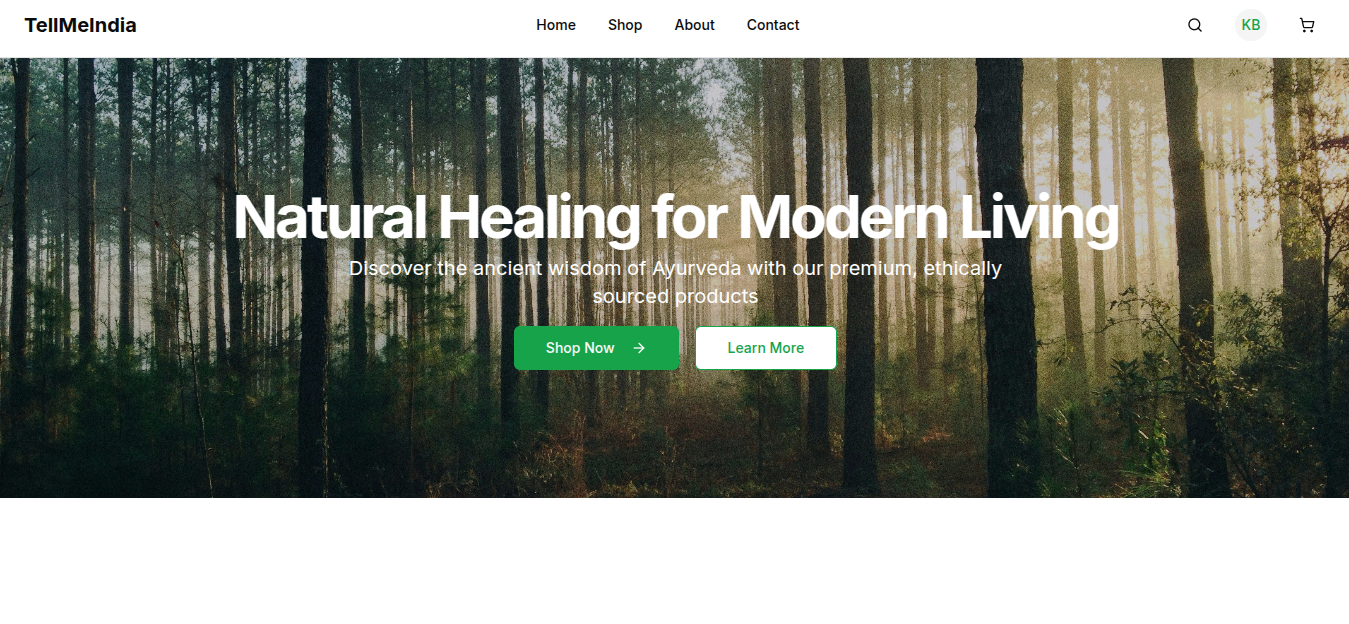 TellMeIndia
Home
Shop
About
Contact
KB
Natural Healing for Modern Living
Discover the ancient wisdom of Ayurveda with our premium, ethically
sourced products
Shop Now
Learn More